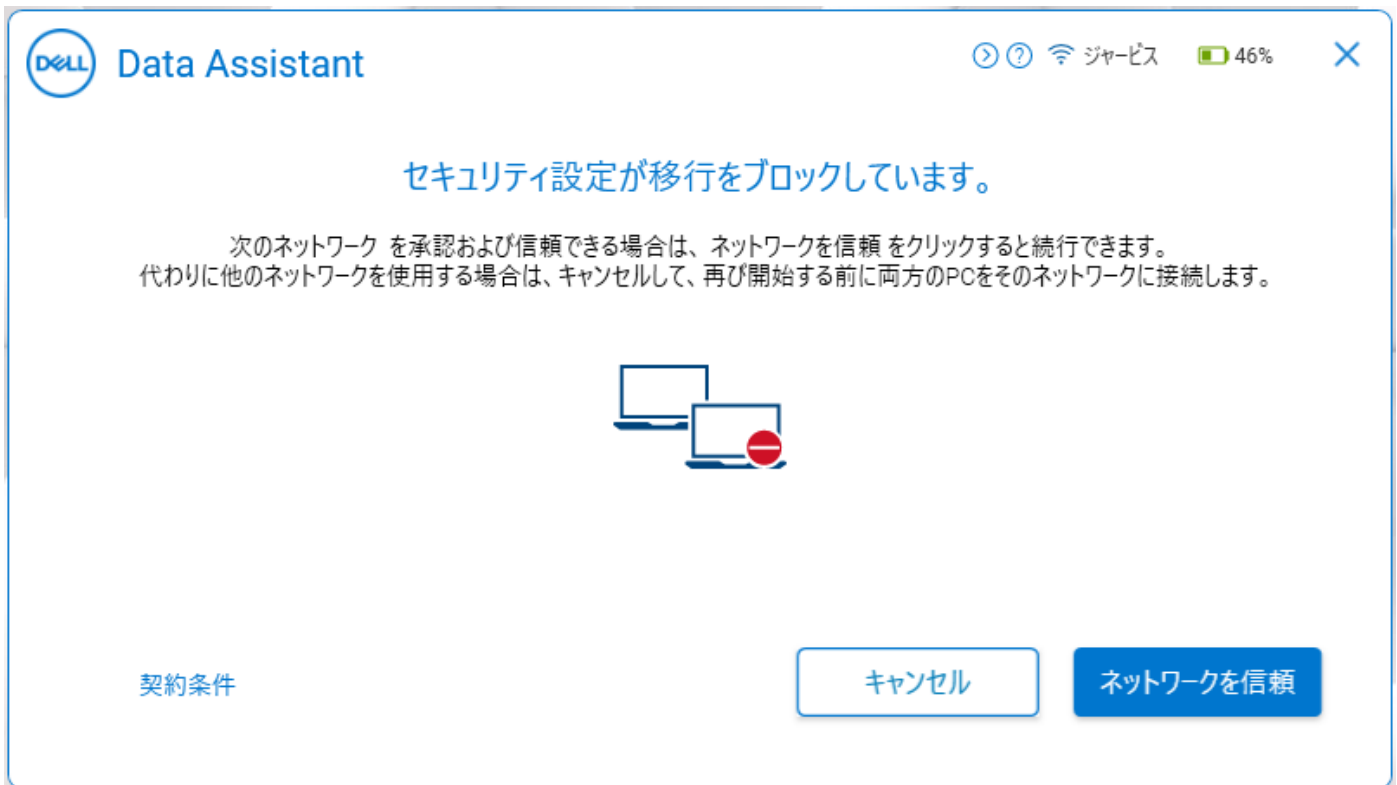 DELL Data Assistant ? ジャービス 46%
セキュリティ設定が移行をブロックしています。
次のネットワーク を承認および信頼できる場合は、ネットワークを信頼 をクリックすると続行できます。
代わりに他のネットワークを使用する場合は、キャンセルして、再び開始する前に両方のPCをそのネットワークに接続します。
契約条件 キャンセル ネットワークを信頼